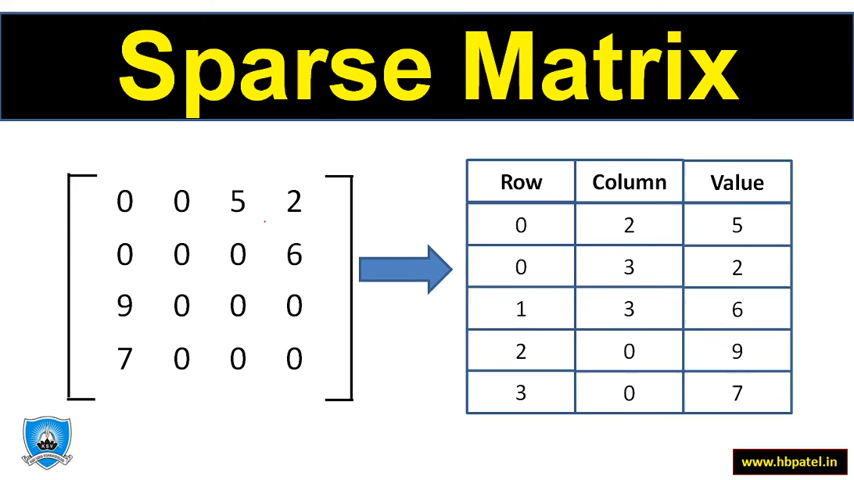 Sparse Matrix
0 0 5 2
0 0 0 6
9 0 0 0
7 0 0 0
Row Column Value
0 2 5
0 3 2
1 3 6
2 0 9
3 0 7
www.hbpatel.in